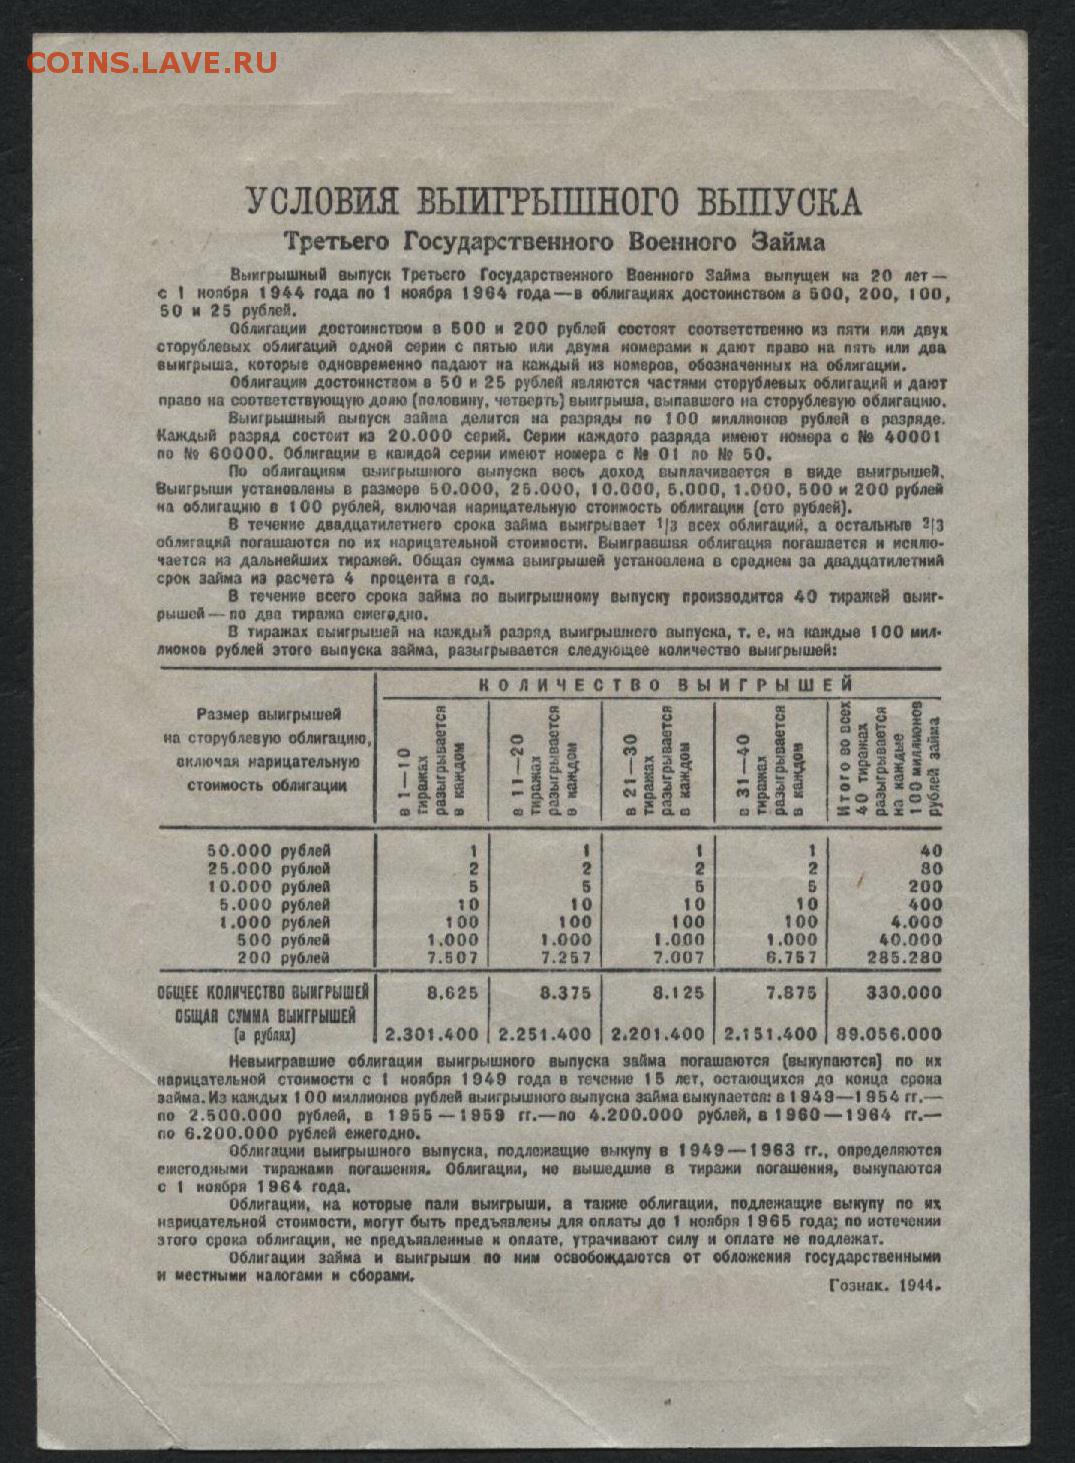 COINS.LAVE.RU
УСЛОВИЯ ВЫИГРЫШНОГО ВЫПУСКА
Третьего Государственного Военного Займа
Выигрышный выпуск Третьего Государственного Военного Займа выпущен на 20 лет —
с 1 ноября 1944 года по 1 ноября 1964 года — в облигациях достоинством в 500, 200, 100,
50 и 25 рублей.
Облигации достоинством в 500 и 200 рублей состоят соответственно из пяти или двух
сторублевых облигаций одной серии с пятью или двумя номерами и дают право на пять или два
выигрыша, которые одновременно падают на каждый из номеров, обозначенных на облигации.
Облигации достоинством в 50 и 25 рублей являются частями сторублевых облигаций и дают
право на соответствующую долю (половину, четверть) выигрыша, выпавшего на сторублевую облигацию.
Выигрышный выпуск займа делится на разряды по 100 миллионов рублей в разряде.
Каждый разряд состоит из 20.000 серий. Серии каждого разряда имеют номера с № 40001
по № 60000. Облигации в каждой серии имеют номера с № 01 по № 50.
По облигациям выигрышного выпуска весь доход выплачивается в виде выигрышей.
Выигрыши установлены в размере 50.000, 25.000, 10.000, 5.000, 1.000, 500 и 200 рублей
на облигацию в 100 рублей, включая нарицательную стоимость облигации (сто рублей).
В течение двадцатилетнего срока займа выигрывает 1/3 всех облигаций, а остальные 2/3
облигаций погашаются по их нарицательной стоимости. Выигравшая облигация погашается и исклю-
чается из дальнейших тиражей. Общая сумма выигрышей установлена в среднем за двадцатилетний
срок займа из расчета 4 процента в год.
В течение всего срока займа по выигрышному выпуску производится 40 тиражей выиг-
рышей — по два тиража ежегодно.
В тиражах выигрышей на каждый разряд выигрышного выпуска, т. е. на каждые 100 мил-
лионов рублей этого выпуска займа, разыгрывается следующее количество выигрышей:
Размер выигрышей
на сторублевую облигацию,
включая нарицательную
стоимость облигации
КОЛИЧЕСТВО ВЫИГРЫШЕЙ
в 1—10
тиражах
разыгрывается
в каждом
в 11—20
тиражах
разыгрывается
в каждом
в 21—30
тиражах
разыгрывается
в каждом
в 31—40
тиражах
разыгрывается
в каждом
Итого во всех
40 тиражах
разыгрывается
на каждые
100 миллионов
рублей займа
50.000 рублей 1 1 1 1 40
25.000 рублей 2 2 2 2 80
10.000 рублей 5 5 5 5 200
5.000 рублей 10 10 10 10 400
1.000 рублей 100 100 100 100 4.000
500 рублей 1.000 1.000 1.000 1.000 40.000
200 рублей 7.507 7.257 7.007 6.757 285.280
ОБЩЕЕ КОЛИЧЕСТВО ВЫИГРЫШЕЙ 8.625 8.375 8.125 7.875 330.000
ОБЩАЯ СУММА ВЫИГРЫШЕЙ
(в рублях) 2.301.400 2.251.400 2.201.400 2.151.400 89.056.000
Невыигравшие облигации выигрышного выпуска займа погашаются (выкупаются) по их
нарицательной стоимости с 1 ноября 1949 года в течение 15 лет, остающихся до конца срока
займа. Из каждых 100 миллионов рублей выигрышного выпуска займа выкупается: в 1949—1954 гг.—
по 2.500.000 рублей, в 1955 — 1959 гг.—по 4.200.000 рублей, в 1960 — 1964 гг.—
по 6.200.000 рублей ежегодно.
Облигации выигрышного выпуска, подлежащие выкупу в 1949 — 1963 гг., определяются
ежегодными тиражами погашения. Облигации, не вышедшие в тиражи погашения, выкупаются
с 1 ноября 1964 года.
Облигации, на которые пали выигрыши, а также облигации, подлежащие выкупу по их
нарицательной стоимости, могут быть предъявлены для оплаты до 1 ноября 1965 года; по истечении
этого срока облигации, не предъявленные к оплате, утрачивают силу и оплате не подлежат.
Облигации займа и выигрыши по ним освобождаются от обложения государственными
и местными налогами и сборами.
Гознак. 1944.